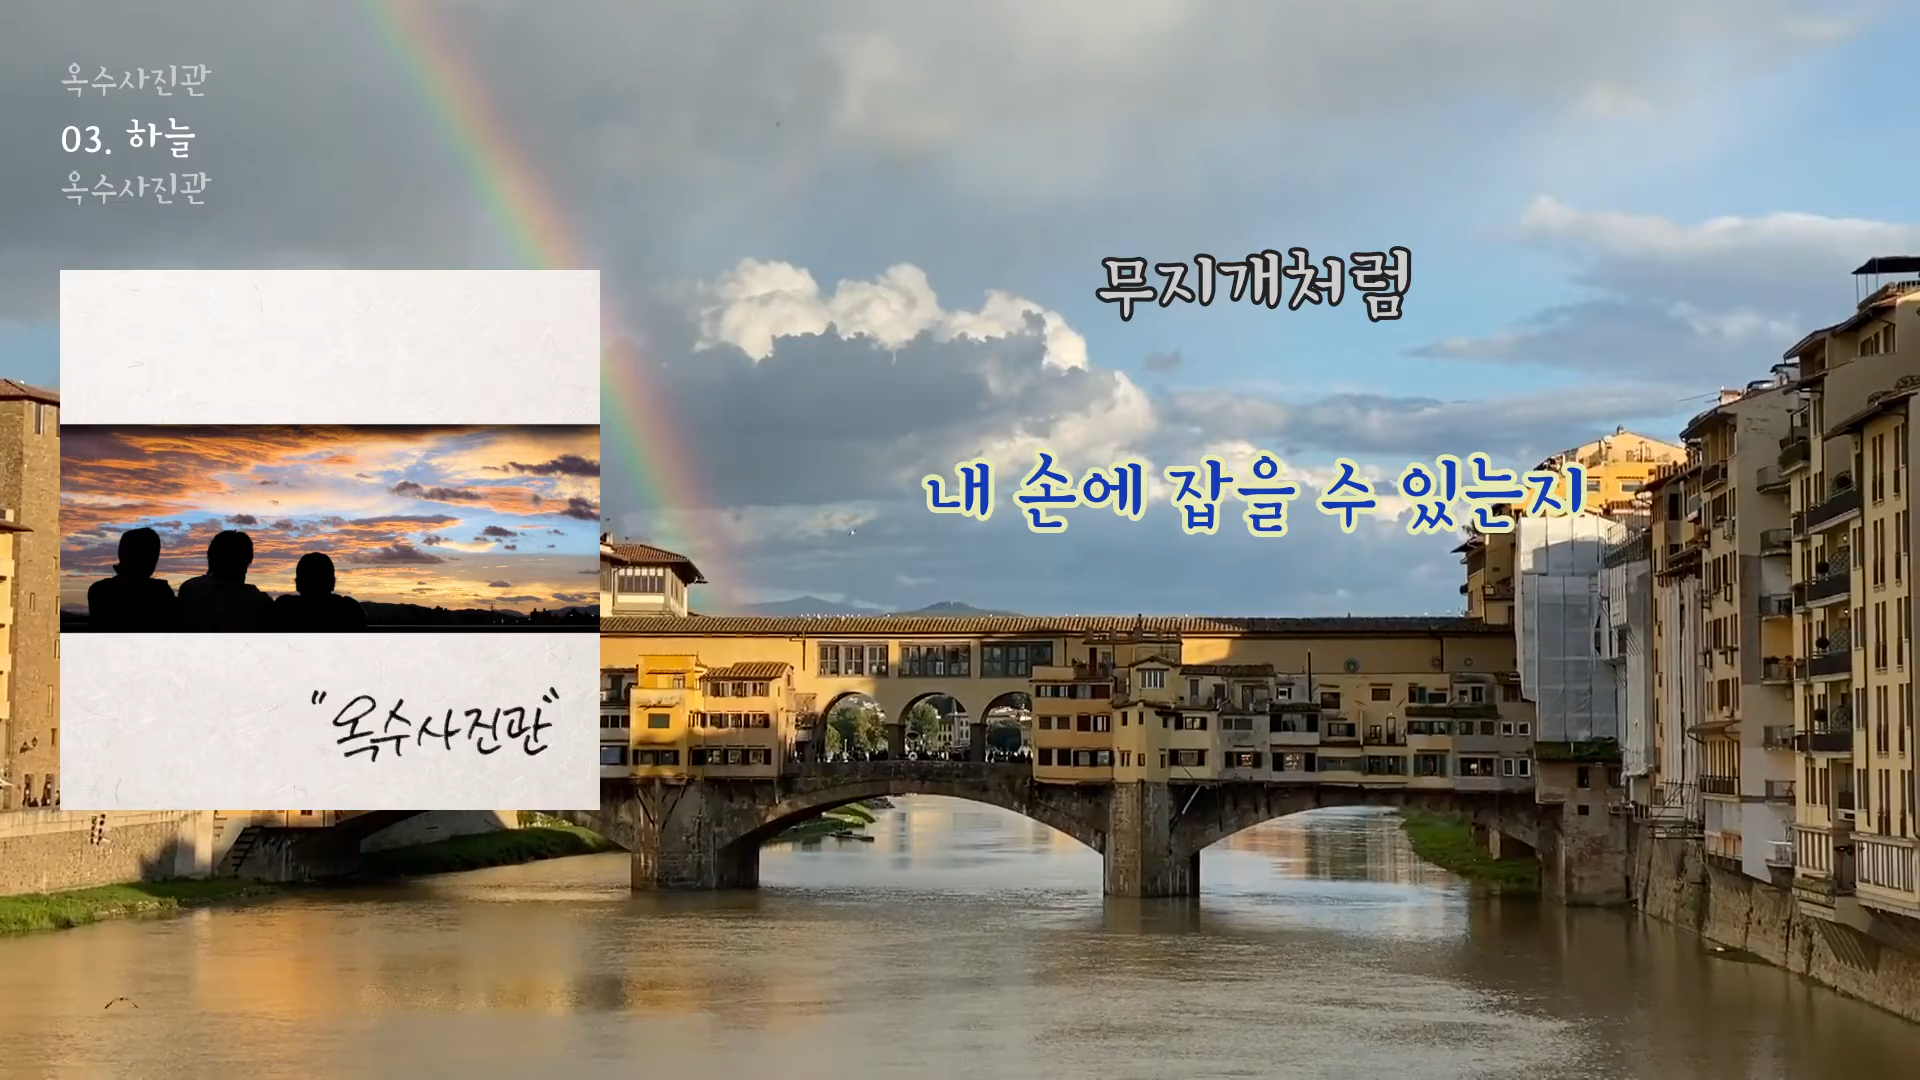 옥수사진관
03. 하늘
옥수사진관
"옥수사진관"
무지개처럼
내 손에 잡을 수 있는지